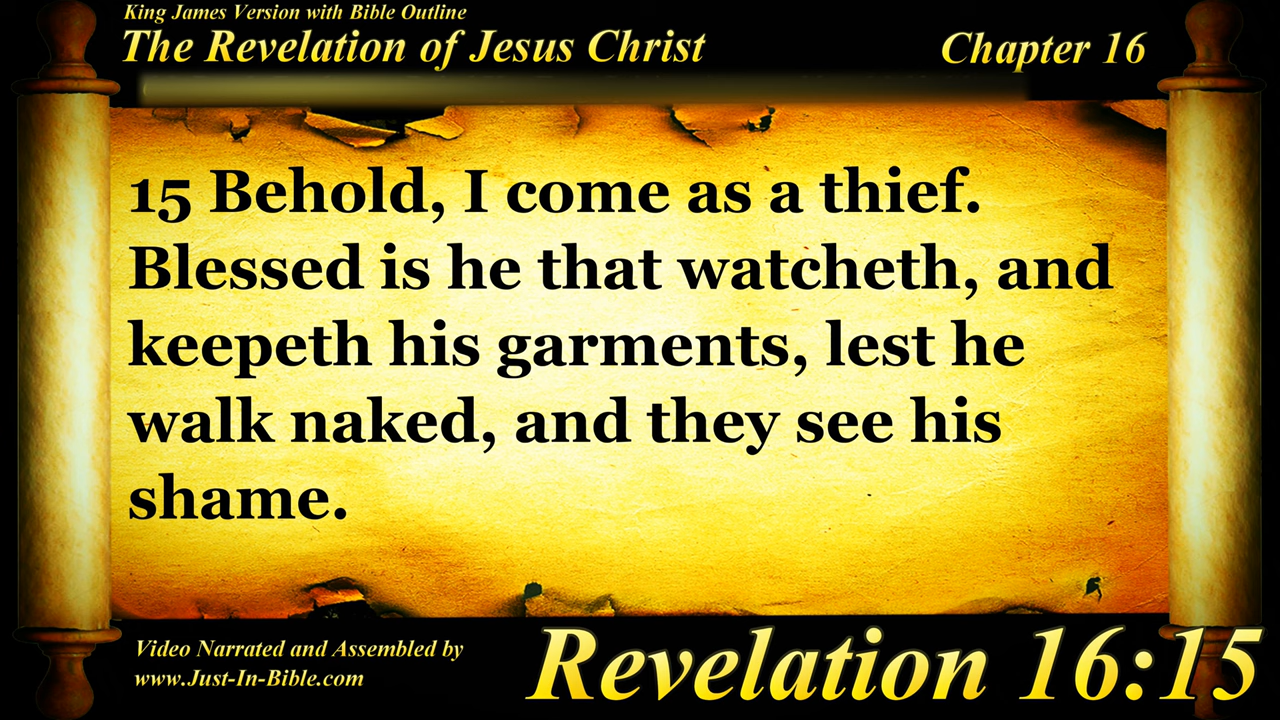 King James Version with Bible Outline
The Revelation of Jesus Christ
Chapter 16
15 Behold, I come as a thief.
Blessed is he that watcheth, and
keepeth his garments, lest he
walk naked, and they see his
shame.
Video Narrated and Assembled by
www.Just-In-Bible.com
Revelation 16:15